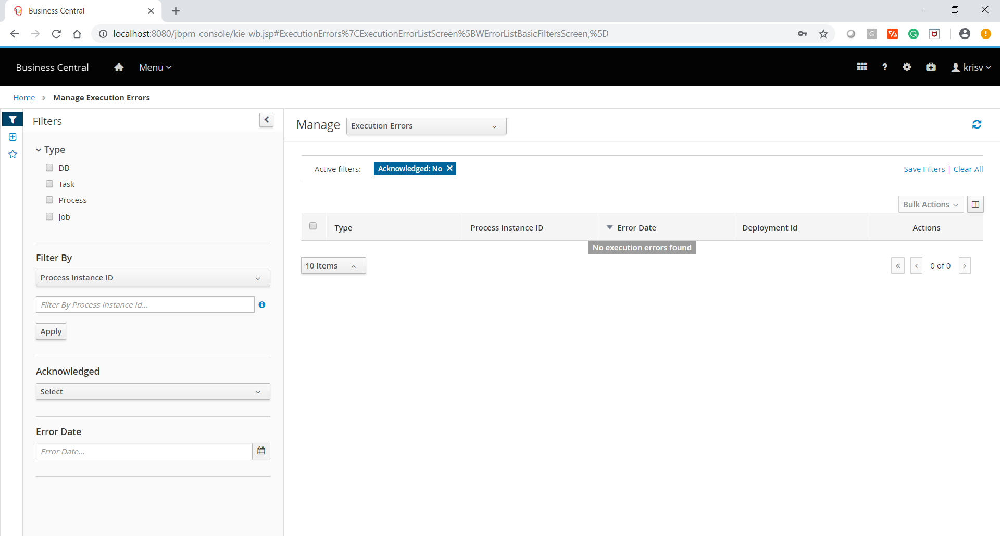 Business Central
localhost:8080/jbpm-console/kie-wb.jsp#ExecutionErrors%7CExecutionErrorListScreen%5BWErrorListBasicFiltersScreen,%5D
Business Central
Menu
krisv
Home » Manage Execution Errors
Filters
Type
DB
Task
Process
Job
Filter By
Process Instance ID
Filter By Process Instance Id...
Apply
Acknowledged
Select
Error Date
Error Date...
Manage
Execution Errors
Active filters:
Acknowledged: No
Save Filters | Clear All
Bulk Actions
Type
Process Instance ID
Error Date
Deployment Id
Actions
No execution errors found
10 Items
0 of 0